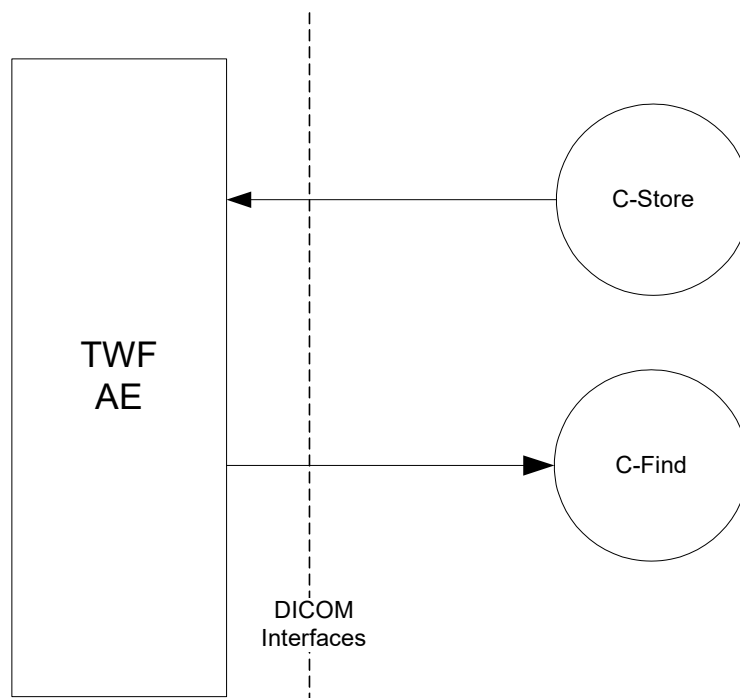 C-Store
TWF
AE
C-Find
DICOM
Interfaces